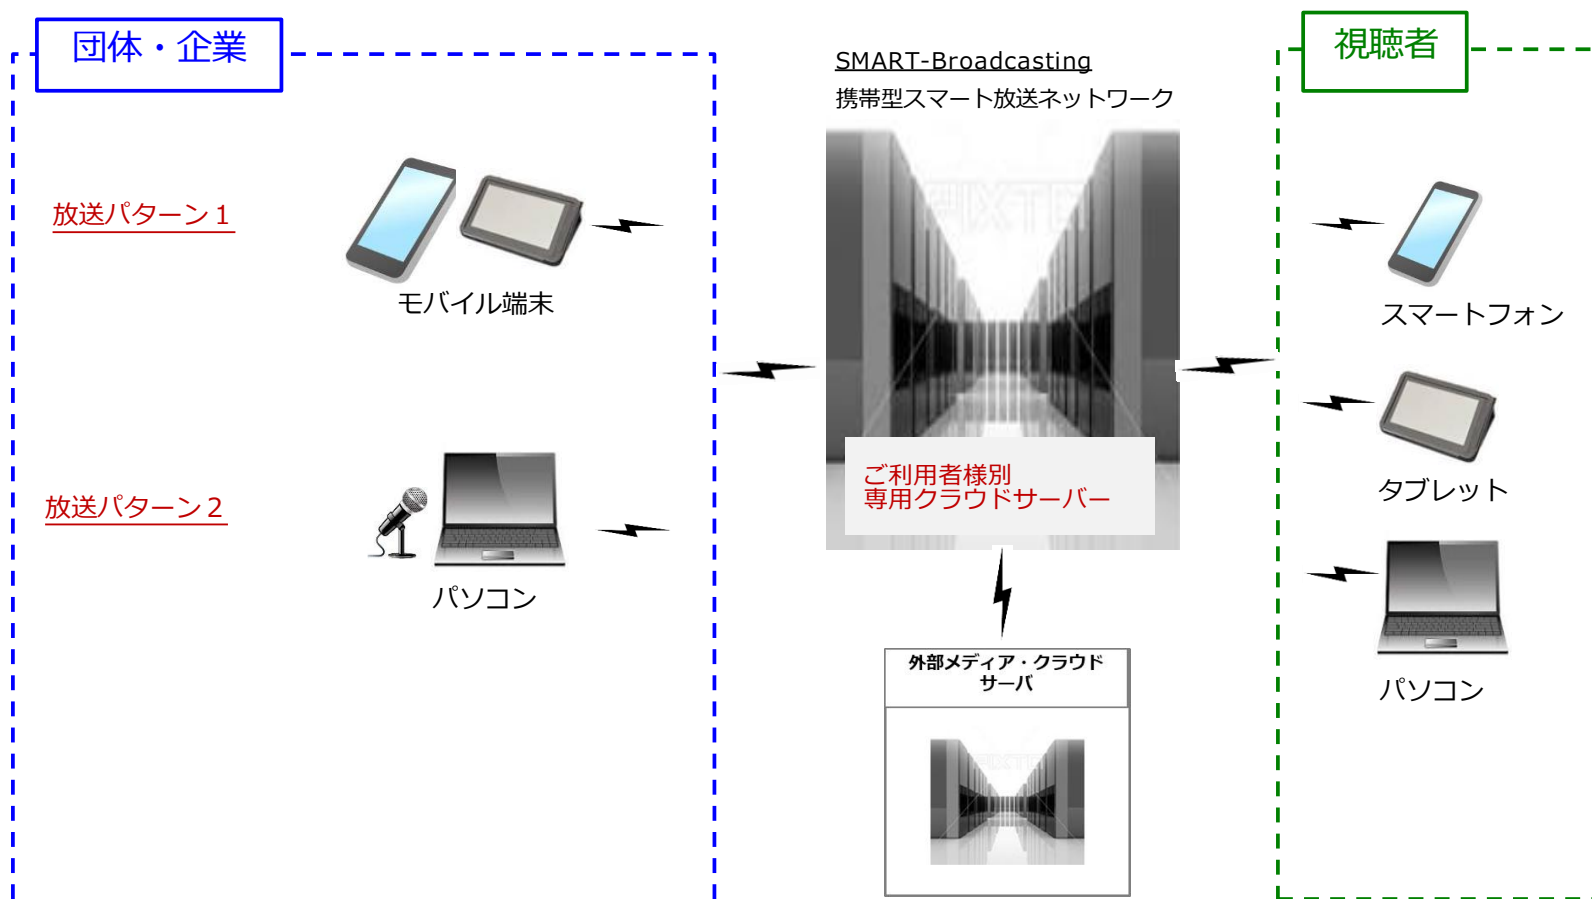 団体・企業
放送パターン１
モバイル端末
放送パターン２
パソコン
SMART-Broadcasting
携帯型スマート放送ネットワーク
ご利用者様別
専用クラウドサーバー
外部メディア・クラウド
サーバ
視聴者
スマートフォン
タブレット
パソコン